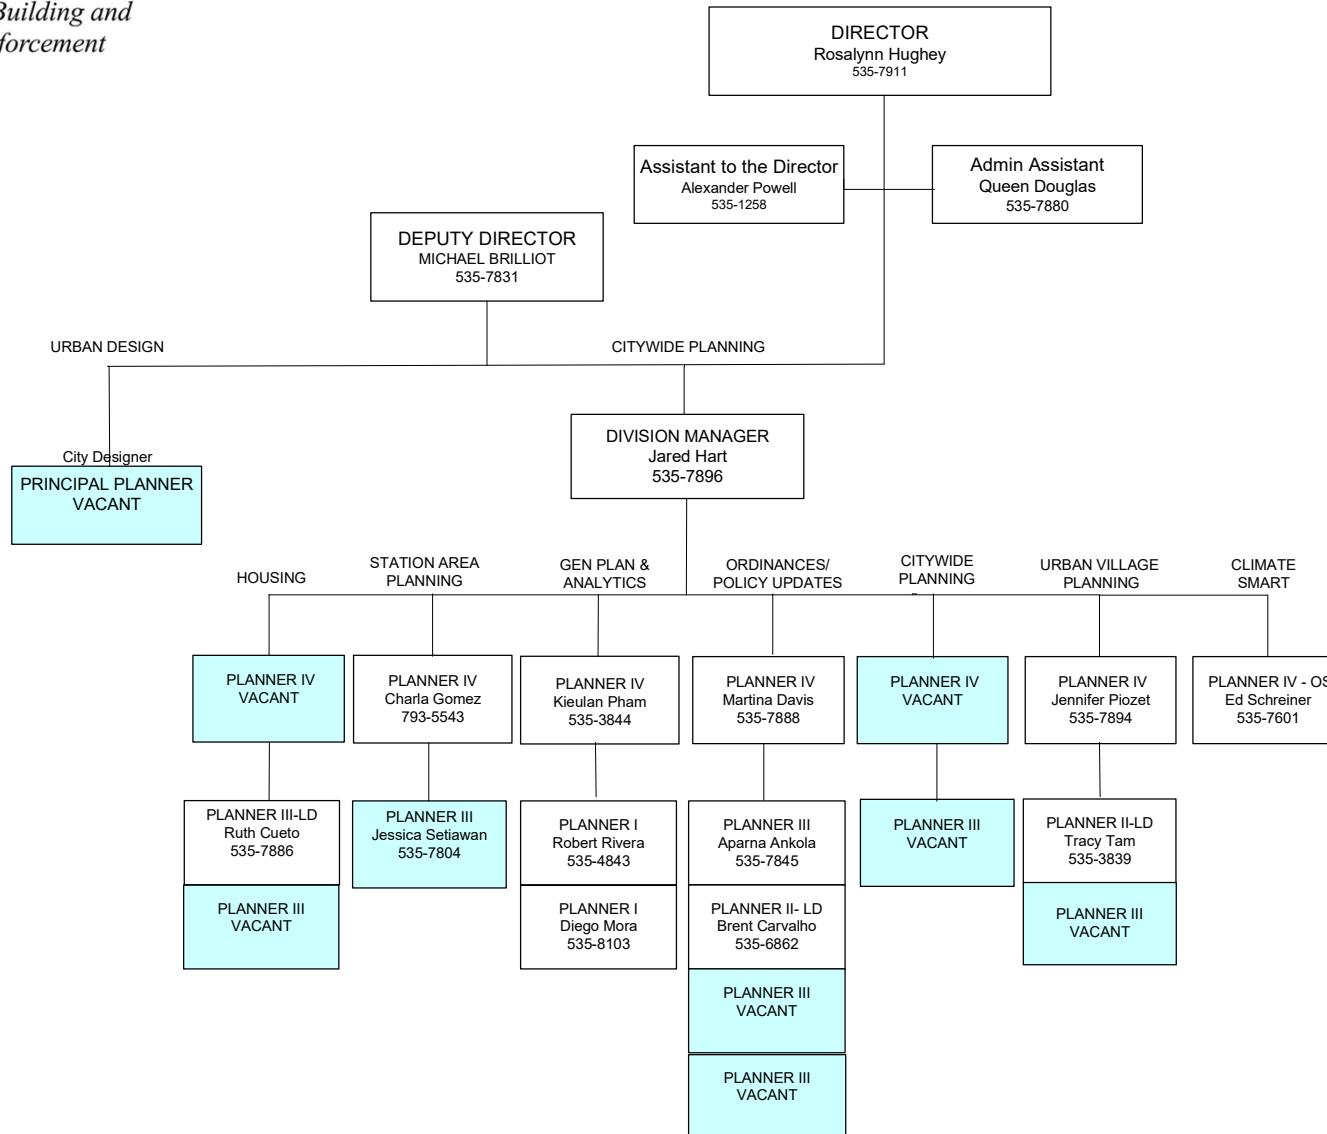 Building and
forcement
DIRECTOR
Rosalynn Hughey
535-7911
Assistant to the Director
Alexander Powell
535-1258
Admin Assistant
Queen Douglas
535-7880
DEPUTY DIRECTOR
MICHAEL BRILLIOT
535-7831
URBAN DESIGN
CITYWIDE PLANNING
DIVISION MANAGER
Jared Hart
535-7896
City Designer
PRINCIPAL PLANNER
VACANT
HOUSING
STATION AREA
PLANNING
GEN PLAN &
ANALYTICS
ORDINANCES/
POLICY UPDATES
CITYWIDE
PLANNING
URBAN VILLAGE
PLANNING
CLIMATE
SMART
PLANNER IV
VACANT
PLANNER IV
Charla Gomez
793-5543
PLANNER IV
Kieulan Pham
535-3844
PLANNER IV
Martina Davis
535-7888
PLANNER IV
VACANT
PLANNER IV
Jennifer Piozet
535-7894
PLANNER IV - OS
Ed Schreiner
535-7601
PLANNER III-LD
Ruth Cueto
535-7886
PLANNER III
VACANT
PLANNER III
Jessica Setiawan
535-7804
PLANNER I
Robert Rivera
535-4843
PLANNER I
Diego Mora
535-8103
PLANNER III
Aparna Ankola
535-7845
PLANNER II- LD
Brent Carvalho
535-6862
PLANNER III
VACANT
PLANNER III
VACANT
PLANNER III
VACANT
PLANNER II-LD
Tracy Tam
535-3839
PLANNER III
VACANT